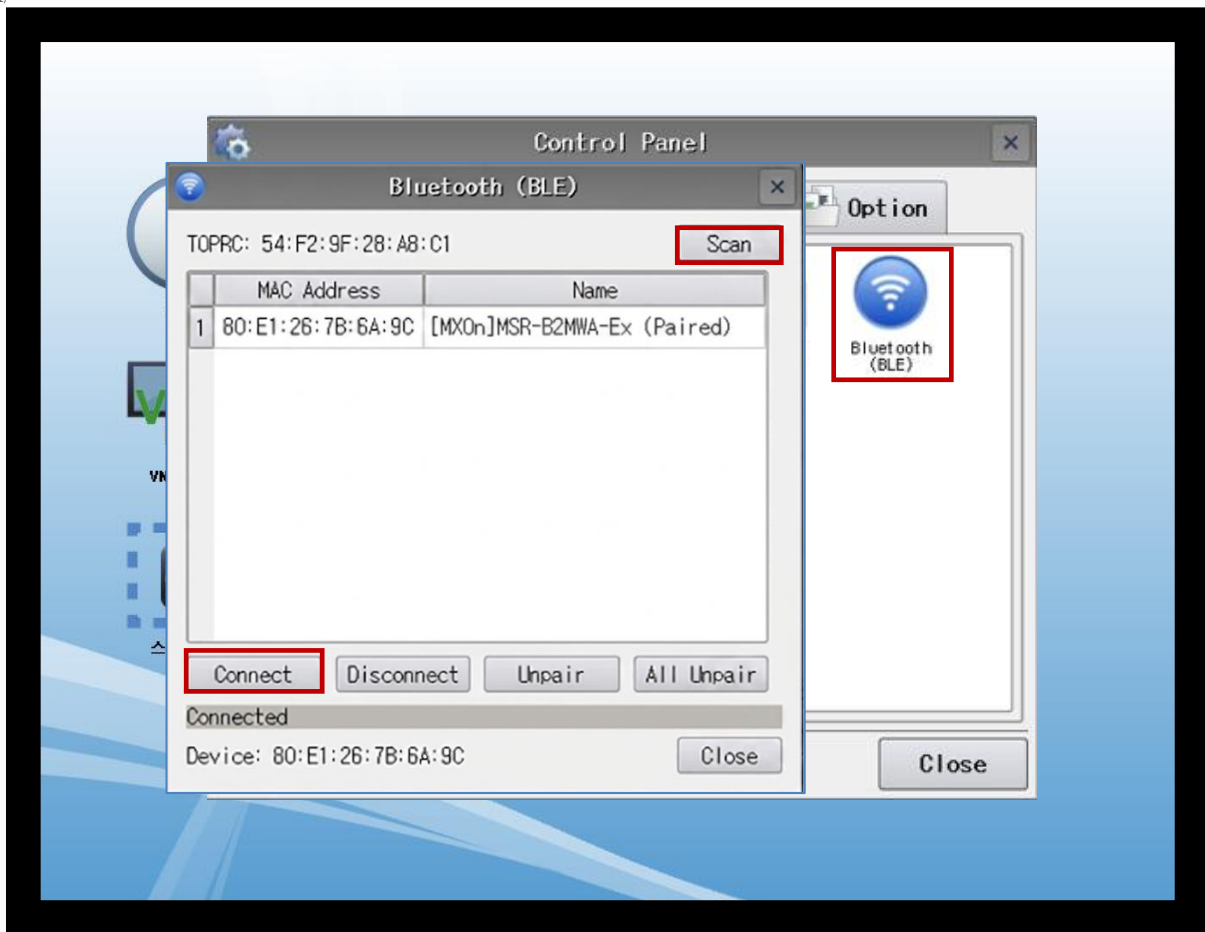 Control Panel
Bluetooth (BLE)
Option
TOPRC: 54:F2:9F:28:A8:C1
Scan
MAC Address
Name
1 80:E1:26:7B:6A:9C [MXOn]MSR-B2MWA-Ex (Paired)
Bluetooth
(BLE)
Connect
Disconnect
Unpair
All Unpair
Connected
Device: 80:E1:26:7B:6A:9C
Close
Close
VN
스